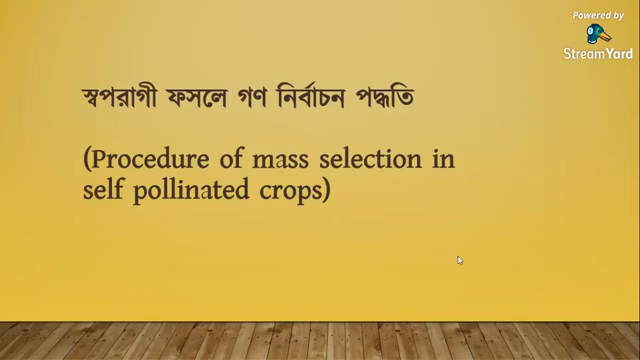 Powered by
StreamYard
স্বপরাগী ফসলে গণ নির্বাচন পদ্ধতি
(Procedure of mass selection in
self pollinated crops)